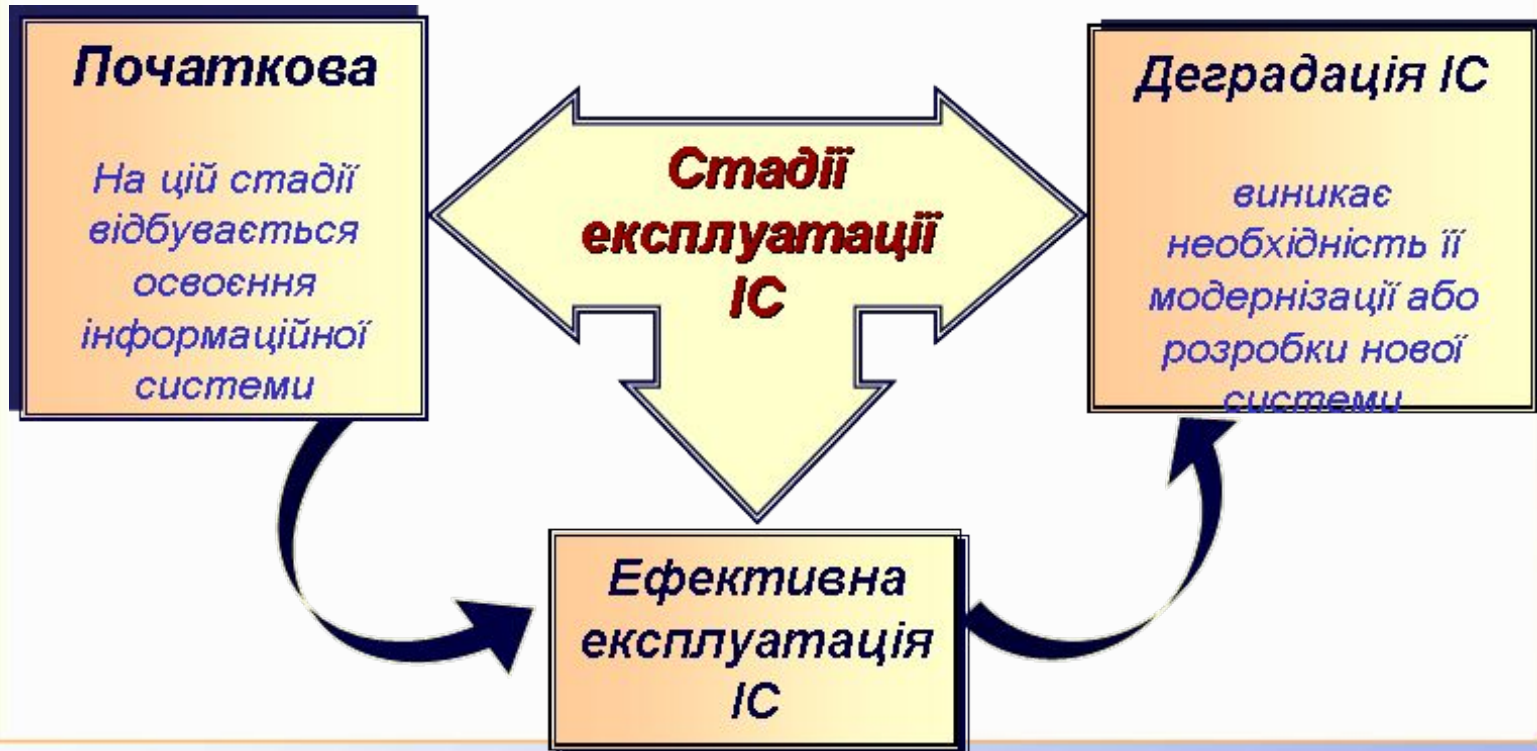 Початкова
На цій стадії
відбувається
освоєння
інформаційної
системи
Стадії
експлуатації
ІС
Деградація ІС
виникає
необхідність її
модернізації або
розробки нової
системи
Ефективна
експлуатація
ІС